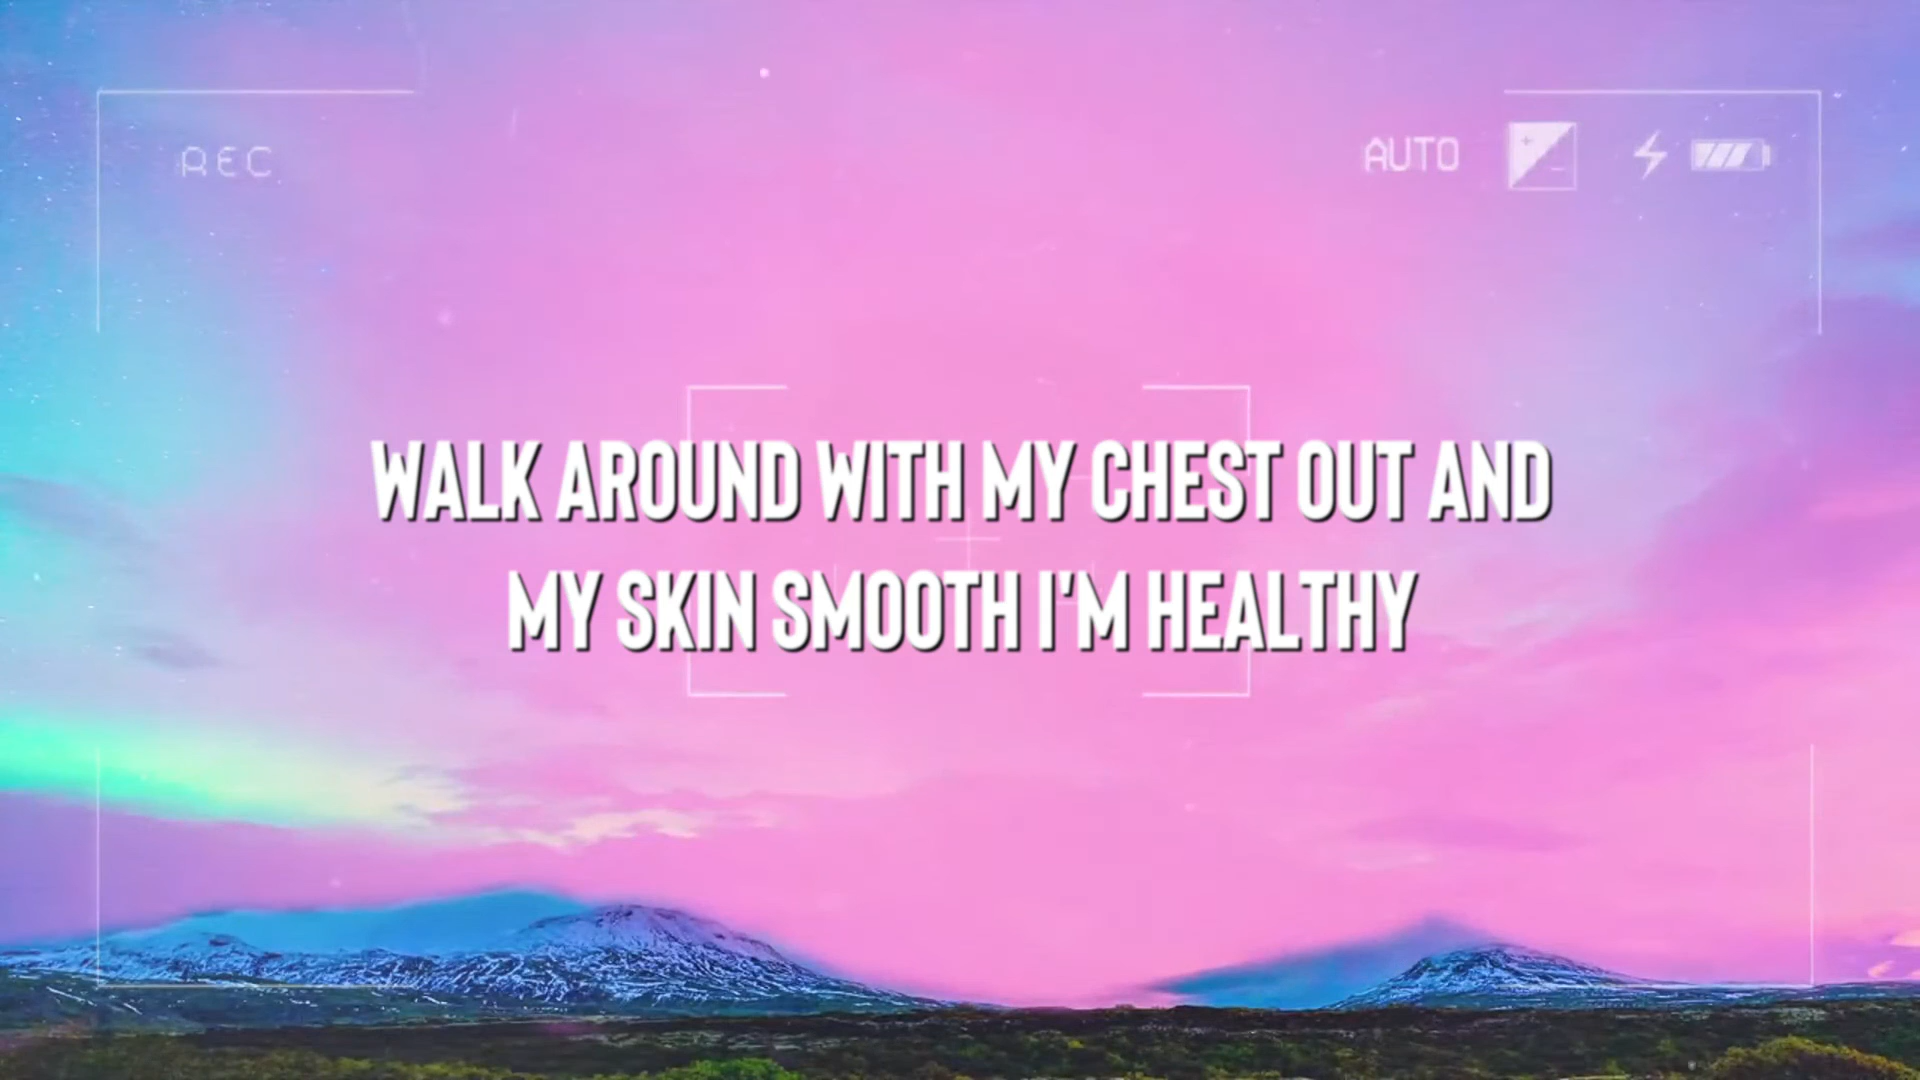 REC
AUTO
WALK AROUND WITH MY CHEST OUT AND
MY SKIN SMOOTH I'M HEALTHY